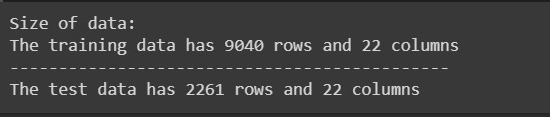 Size of data:
The training data has 9040 rows and 22 columns
---------------------------------------------
The test data has 2261 rows and 22 columns